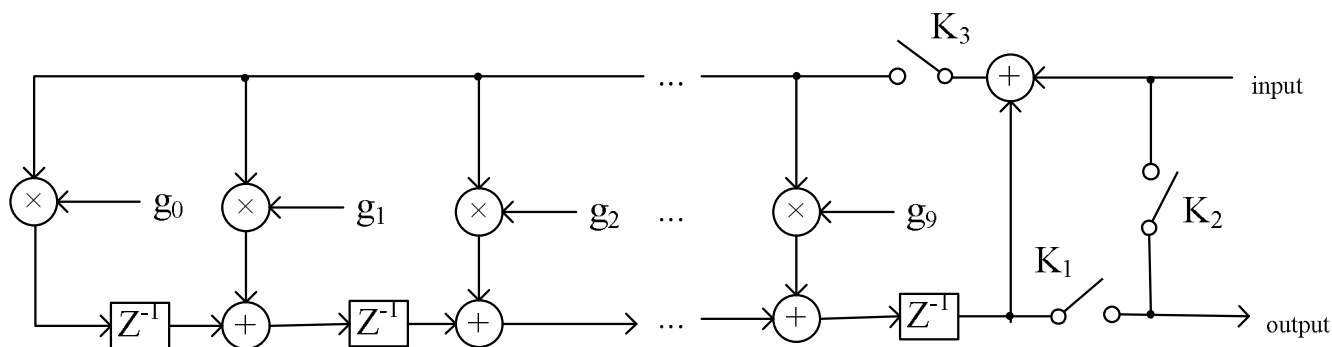 K₃
...
input
g₀
g₁
g₂
...
g₉
K₂
K₁
Z⁻¹
Z⁻¹
...
Z⁻¹
output